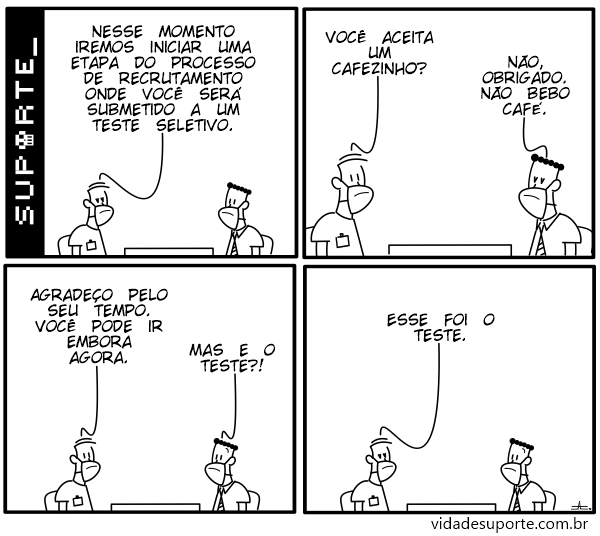 SUPORTE_
NESSE MOMENTO
IREMOS INICIAR UMA
ETAPA DO PROCESSO
DE RECRUTAMENTO
ONDE VOCÊ SERÁ
SUBMETIDO A UM
TESTE SELETIVO.
VOCÊ ACEITA
UM
CAFEZINHO?
NÃO,
OBRIGADO.
NÃO BEBO
CAFÉ.
AGRADEÇO PELO
SEU TEMPO.
VOCÊ PODE IR
EMBORA
AGORA.
MAS E O
TESTE?!
ESSE FOI O
TESTE.
vidadesuporte.com.br